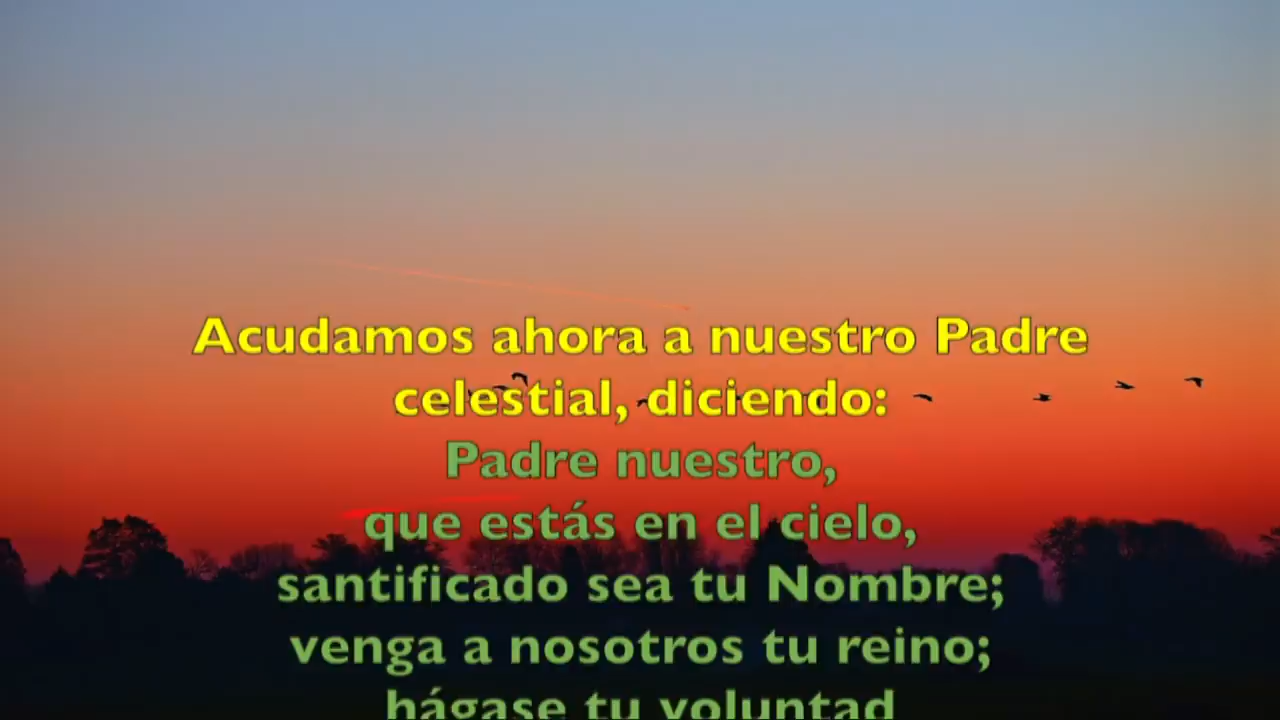 Acudamos ahora a nuestro Padre
celestial, diciendo:
Padre nuestro,
que estás en el cielo,
santificado sea tu Nombre;
venga a nosotros tu reino;
hágase tu voluntad